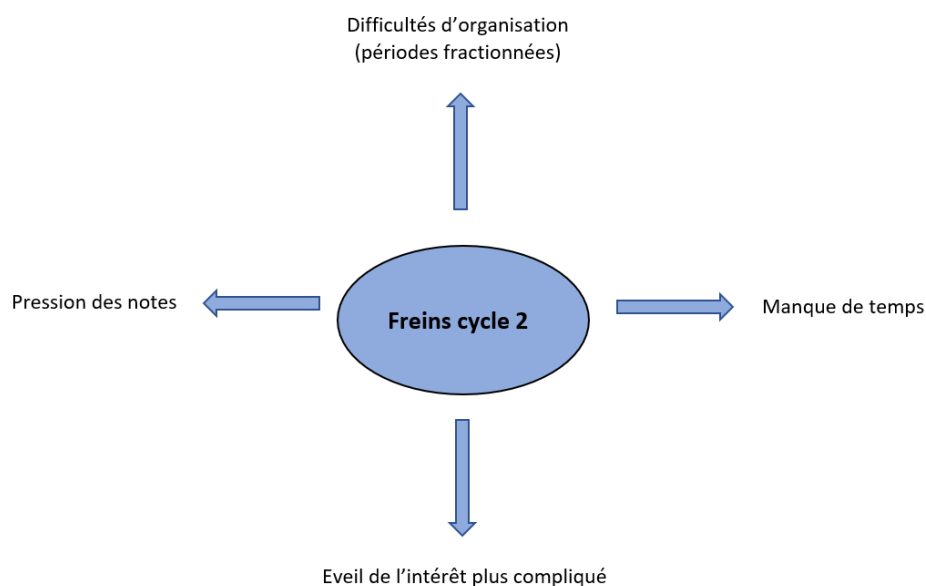 Difficultés d’organisation
(périodes fractionnées)
Pression des notes
Freins cycle 2
Manque de temps
Eveil de l’intérêt plus compliqué